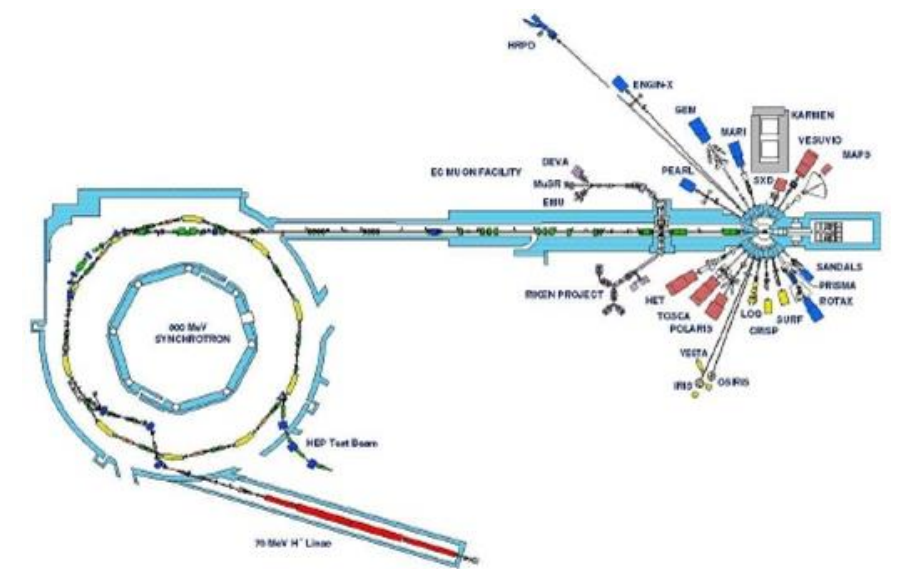 HRPD
ENGIN-X
GEM
MARI
KARMEN
VESUVIO
MAPS
SXD
PEARL
EC MUON FACILITY
DEVA
MuSR
EMU
SANDALS
PRISMA
ROTAX
SURF
CRISP
LOQ
HET
TOSCA
POLARIS
RIKEN PROJECT
VESTA
IRIS
OSIRIS
800 MeV
SYNCHROTRON
HEP Test Beam
70 MeV H⁻ Linac